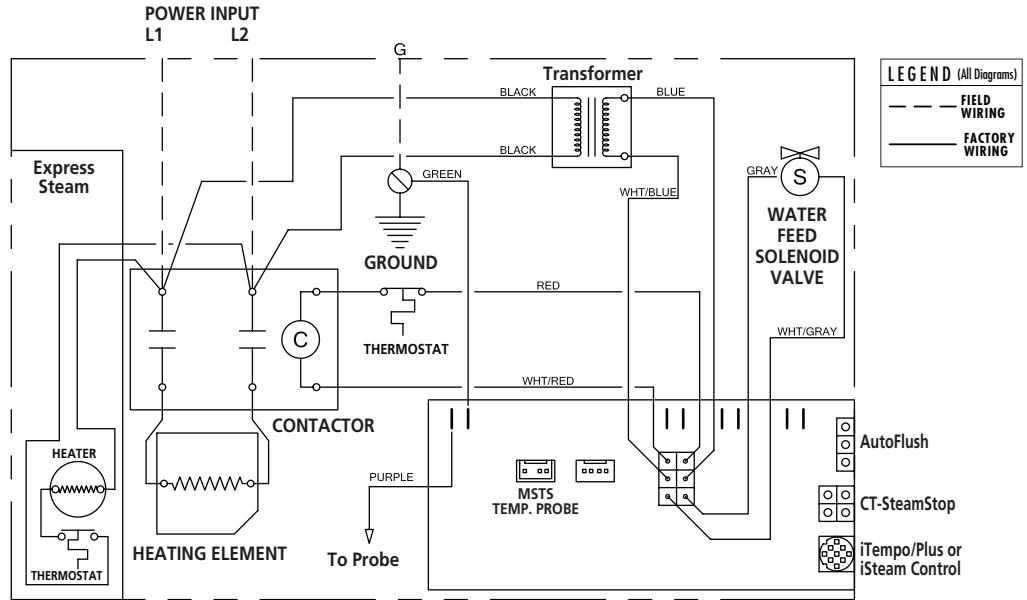 POWER INPUT
L1 L2
G
Transformer
BLACK
BLUE
LEGEND (All Diagrams)
FIELD
WIRING
FACTORY
WIRING
BLACK
Express
Steam
GREEN
WHT/BLUE
GRAY
S
WATER
FEED
SOLENOID
VALVE
GROUND
RED
C
THERMOSTAT
WHT/GRAY
WHT/RED
CONTACTOR
HEATER
AutoFlush
PURPLE
MSTS
TEMP. PROBE
CT-SteamStop
HEATING ELEMENT
To Probe
iTempo/Plus or
iSteam Control
THERMOSTAT